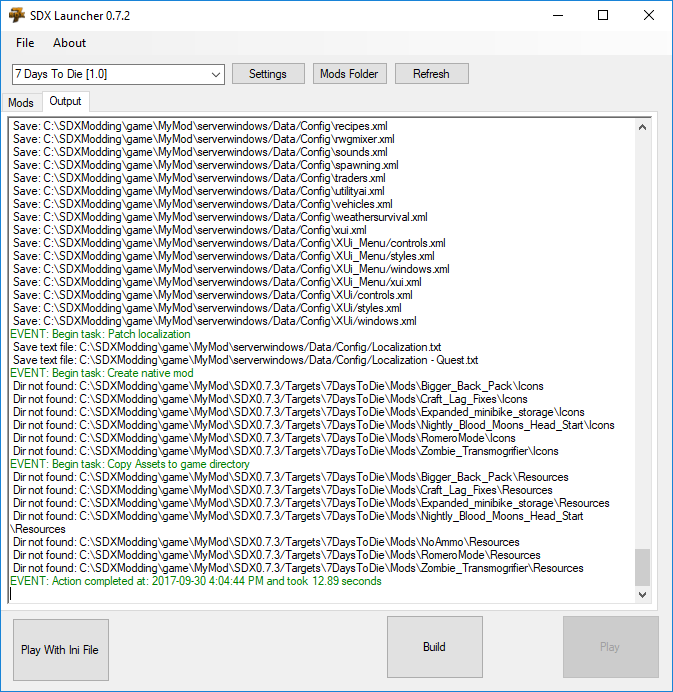 SDX Launcher 0.7.2
File About
7 Days To Die [1.0] Settings Mods Folder Refresh
Mods Output
Save: C:\SDXModding\game\MyMod\serverwindows/Data/Config\recipes.xml
Save: C:\SDXModding\game\MyMod\serverwindows/Data/Config\rwgmixer.xml
Save: C:\SDXModding\game\MyMod\serverwindows/Data/Config\sounds.xml
Save: C:\SDXModding\game\MyMod\serverwindows/Data/Config\spawning.xml
Save: C:\SDXModding\game\MyMod\serverwindows/Data/Config\traders.xml
Save: C:\SDXModding\game\MyMod\serverwindows/Data/Config\utilityai.xml
Save: C:\SDXModding\game\MyMod\serverwindows/Data/Config\vehicles.xml
Save: C:\SDXModding\game\MyMod\serverwindows/Data/Config\weathersurvival.xml
Save: C:\SDXModding\game\MyMod\serverwindows/Data/Config\xui.xml
Save: C:\SDXModding\game\MyMod\serverwindows/Data/Config\XUi_Menu/controls.xml
Save: C:\SDXModding\game\MyMod\serverwindows/Data/Config\XUi_Menu/styles.xml
Save: C:\SDXModding\game\MyMod\serverwindows/Data/Config\XUi_Menu/windows.xml
Save: C:\SDXModding\game\MyMod\serverwindows/Data/Config\XUi_Menu/xui.xml
Save: C:\SDXModding\game\MyMod\serverwindows/Data/Config\XUi/controls.xml
Save: C:\SDXModding\game\MyMod\serverwindows/Data/Config\XUi/styles.xml
Save: C:\SDXModding\game\MyMod\serverwindows/Data/Config\XUi/windows.xml
EVENT: Begin task: Patch localization
Save text file: C:\SDXModding\game\MyMod\serverwindows/Data/Config/Localization.txt
Save text file: C:\SDXModding\game\MyMod\serverwindows/Data/Config/Localization - Quest.txt
EVENT: Begin task: Create native mod
Dir not found: C:\SDXModding\game\MyMod\SDX0.7.3/Targets\7DaysToDie\Mods\Bigger_Back_Pack\Icons
Dir not found: C:\SDXModding\game\MyMod\SDX0.7.3/Targets\7DaysToDie\Mods\Craft_Lag_Fixes\Icons
Dir not found: C:\SDXModding\game\MyMod\SDX0.7.3/Targets\7DaysToDie\Mods\Expanded_minibike_storage\Icons
Dir not found: C:\SDXModding\game\MyMod\SDX0.7.3/Targets\7DaysToDie\Mods\Nightly_Blood_Moons_Head_Start\Icons
Dir not found: C:\SDXModding\game\MyMod\SDX0.7.3/Targets\7DaysToDie\Mods\RomeroMode\Icons
Dir not found: C:\SDXModding\game\MyMod\SDX0.7.3/Targets\7DaysToDie\Mods\Zombie_Transmogrifier\Icons
EVENT: Begin task: Copy Assets to game directory
Dir not found: C:\SDXModding\game\MyMod\SDX0.7.3/Targets\7DaysToDie\Mods\Bigger_Back_Pack\Resources
Dir not found: C:\SDXModding\game\MyMod\SDX0.7.3/Targets\7DaysToDie\Mods\Craft_Lag_Fixes\Resources
Dir not found: C:\SDXModding\game\MyMod\SDX0.7.3/Targets\7DaysToDie\Mods\Expanded_minibike_storage\Resources
Dir not found: C:\SDXModding\game\MyMod\SDX0.7.3/Targets\7DaysToDie\Mods\Nightly_Blood_Moons_Head_Start
\Resources
Dir not found: C:\SDXModding\game\MyMod\SDX0.7.3/Targets\7DaysToDie\Mods\NoAmmo\Resources
Dir not found: C:\SDXModding\game\MyMod\SDX0.7.3/Targets\7DaysToDie\Mods\RomeroMode\Resources
Dir not found: C:\SDXModding\game\MyMod\SDX0.7.3/Targets\7DaysToDie\Mods\Zombie_Transmogrifier\Resources
EVENT: Action completed at: 2017-09-30 4:04:44 PM and took 12.89 seconds
Play With Ini File Build Play